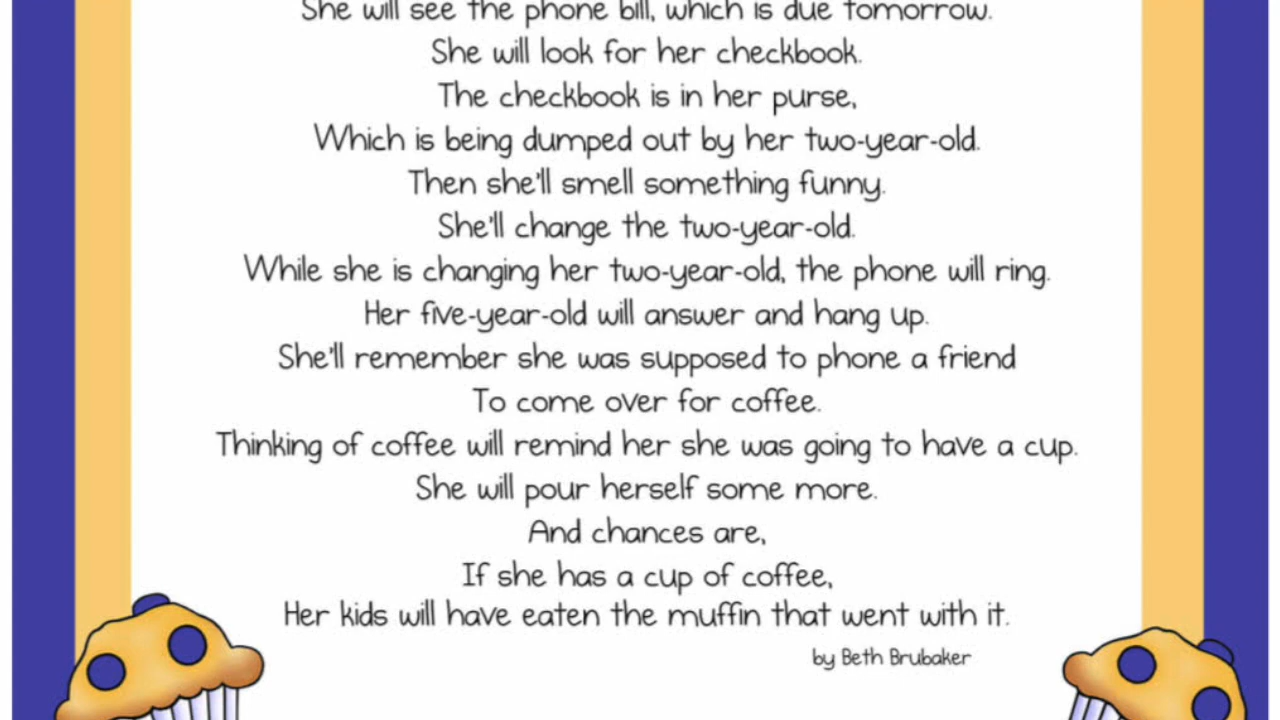 She will see the phone bill, which is due tomorrow.
She will look for her checkbook.
The checkbook is in her purse,
Which is being dumped out by her two-year-old.
Then she'll smell something funny.
She'll change the two-year-old.
While she is changing her two-year-old, the phone will ring.
Her five-year-old will answer and hang up.
She'll remember she was supposed to phone a friend
To come over for coffee.
Thinking of coffee will remind her she was going to have a cup.
She will pour herself some more.
And chances are,
If she has a cup of coffee,
Her kids will have eaten the muffin that went with it.
by Beth Brubaker